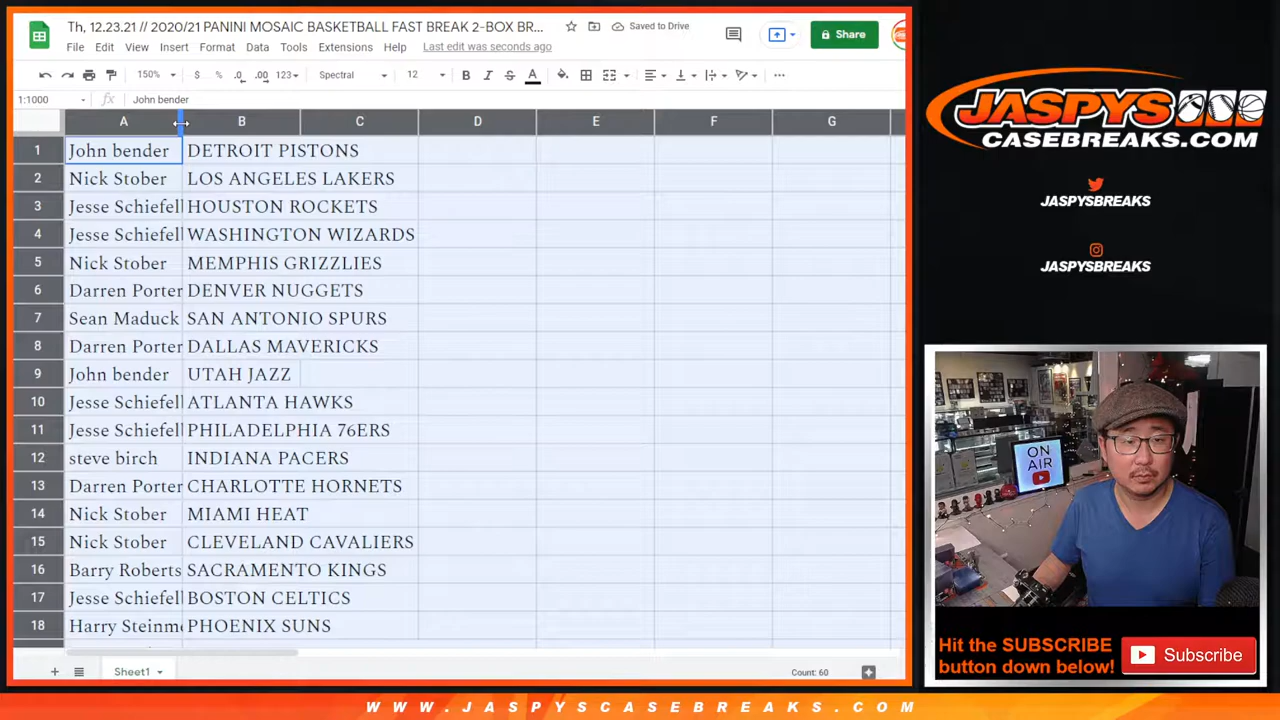 Th, 12.23.21 // 2020/21 PANINI MOSAIC BASKETBALL FAST BREAK 2-BOX BR...
Saved to Drive
Share
File Edit View Insert Format Data Tools Extensions Help Last edit was seconds ago
150% $ % .0 .00 123 Spectral 12 B I S A
1:1000 fx John bender
A B C D E F G
1 John bender DETROIT PISTONS
2 Nick Stober LOS ANGELES LAKERS
3 Jesse Schiefell HOUSTON ROCKETS
4 Jesse Schiefell WASHINGTON WIZARDS
5 Nick Stober MEMPHIS GRIZZLIES
6 Darren Porter DENVER NUGGETS
7 Sean Maduck SAN ANTONIO SPURS
8 Darren Porter DALLAS MAVERICKS
9 John bender UTAH JAZZ
10 Jesse Schiefell ATLANTA HAWKS
11 Jesse Schiefell PHILADELPHIA 76ERS
12 steve birch INDIANA PACERS
13 Darren Porter CHARLOTTE HORNETS
14 Nick Stober MIAMI HEAT
15 Nick Stober CLEVELAND CAVALIERS
16 Barry Roberts SACRAMENTO KINGS
17 Jesse Schiefell BOSTON CELTICS
18 Harry Steinm PHOENIX SUNS
Sheet1
Count: 60
JASPYS
CASEBREAKS.COM
JASPYSBREAKS
JASPYSBREAKS
ON
AIR
Hit the SUBSCRIBE
button down below!
Subscribe
WWW.JASPYSCASEBREAKS.COM